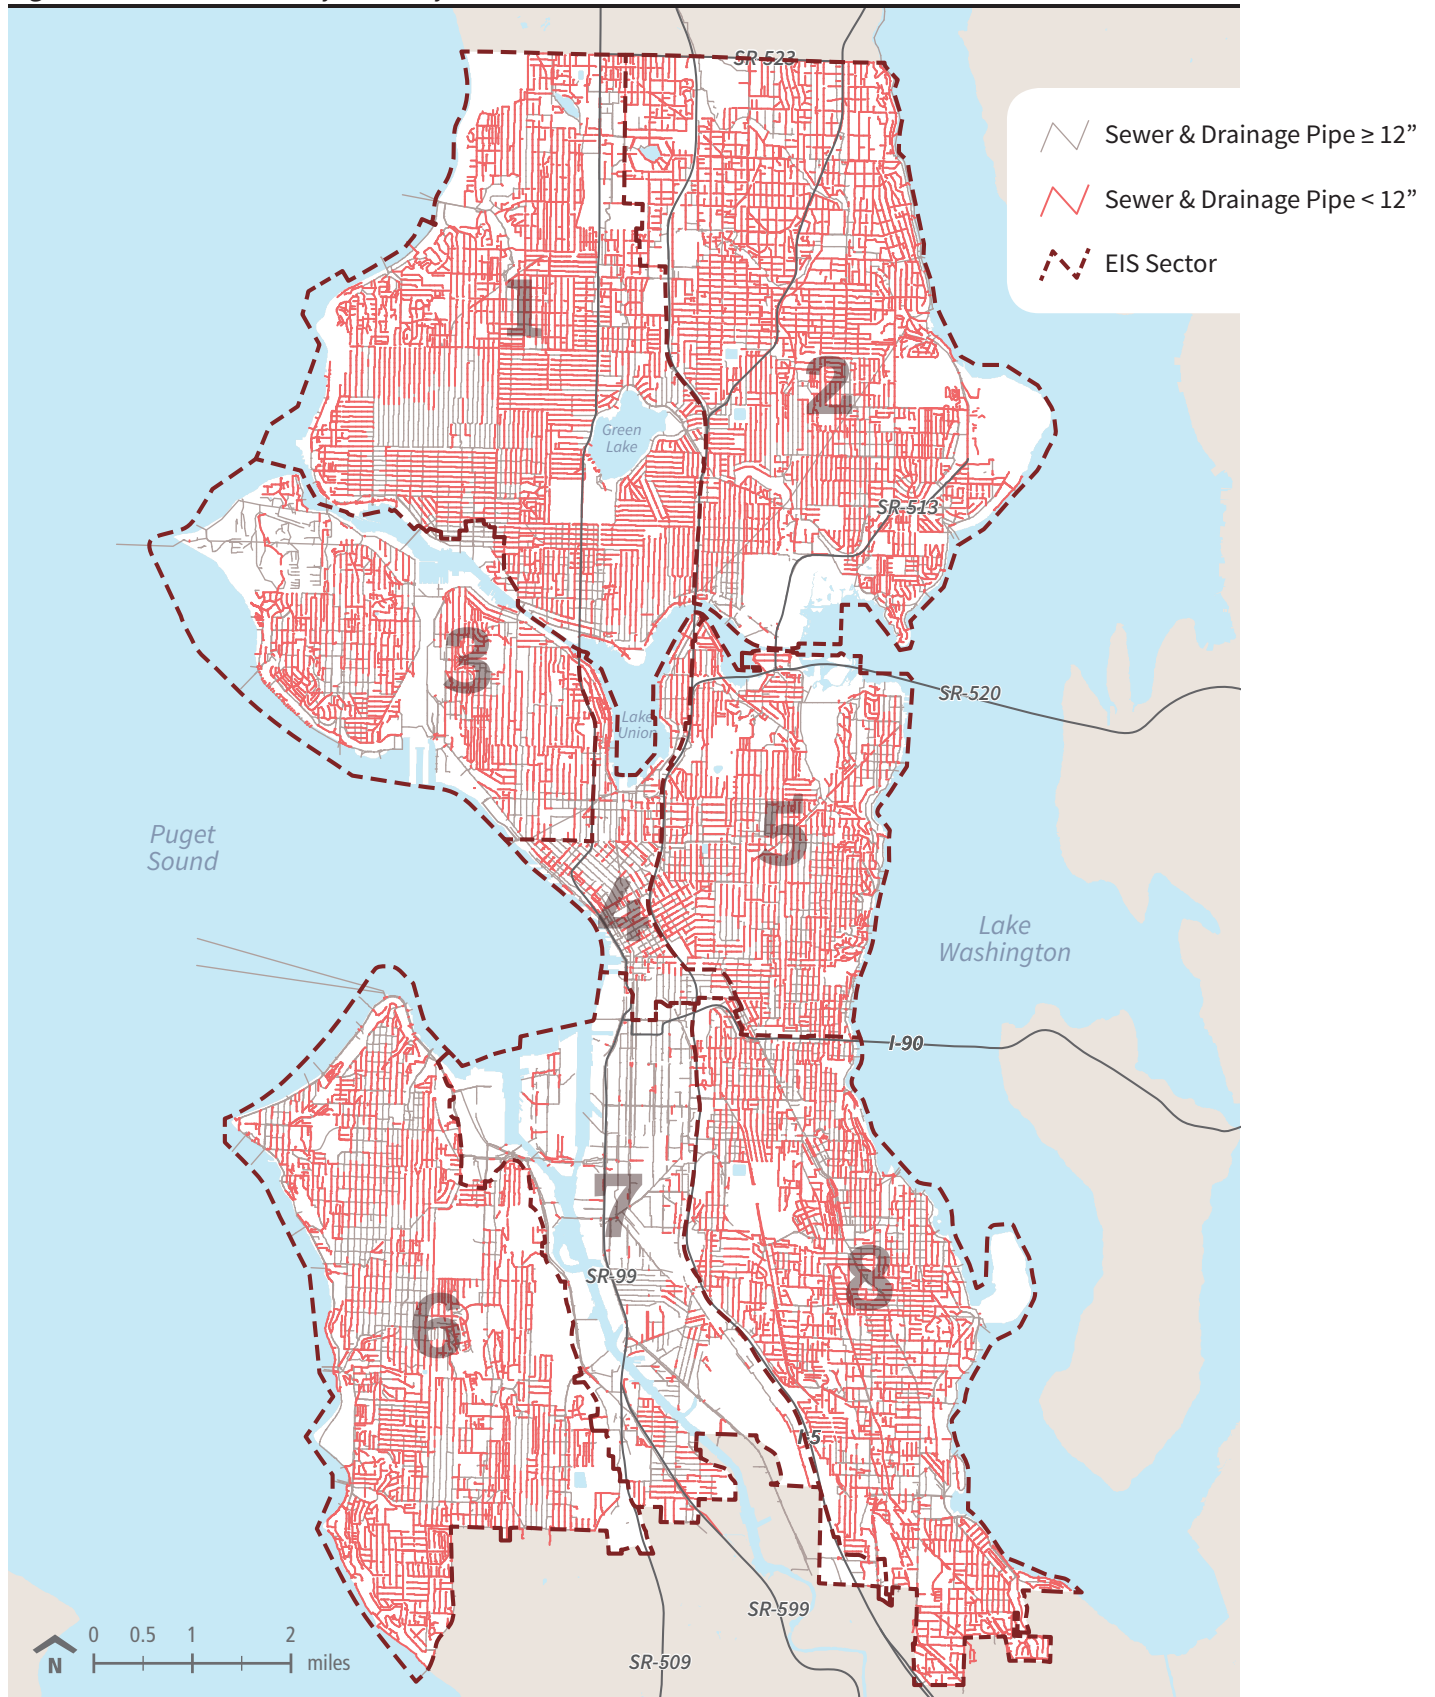 SR-523
Sewer & Drainage Pipe ≥ 12”
Sewer & Drainage Pipe < 12”
EIS Sector
1
2
Green
Lake
SR-513
3
SR-520
Lake
Union
Puget
Sound
5
4
Lake
Washington
I-90
7
SR-99
8
6
I-5
SR-599
SR-509
0 0.5 1 2
miles
N